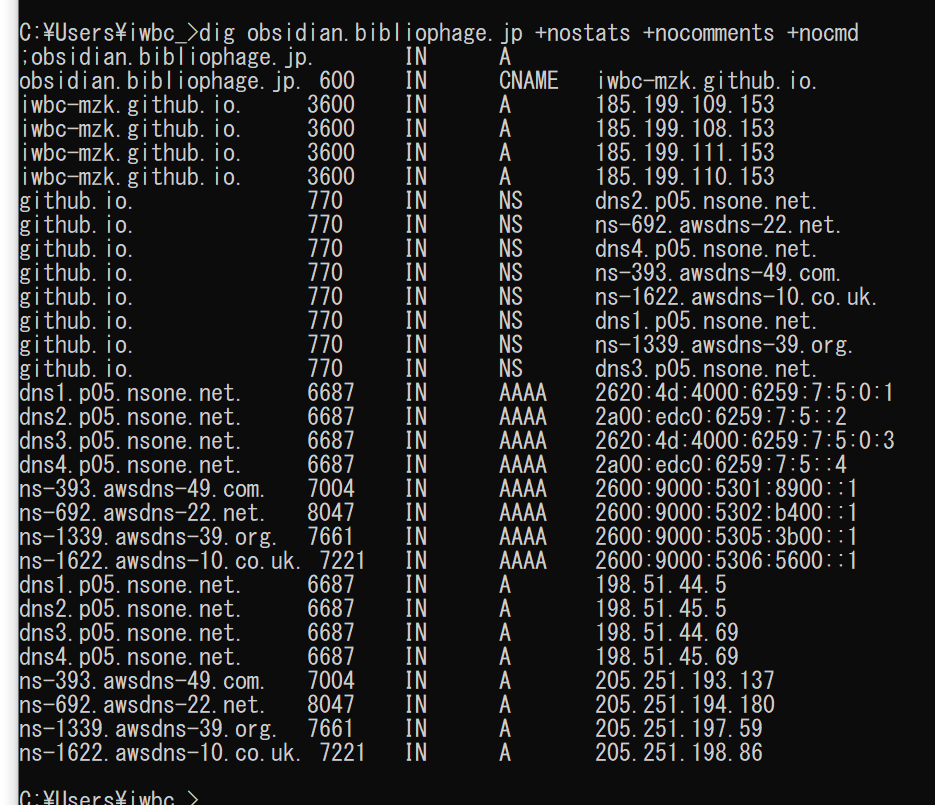 C:¥Users¥iwbc_>dig obsidian.bibliophage.jp +nostats +nocomments +nocmd
;obsidian.bibliophage.jp. IN A
obsidian.bibliophage.jp. 600 IN CNAME iwbc-mzk.github.io.
iwbc-mzk.github.io. 3600 IN A 185.199.109.153
iwbc-mzk.github.io. 3600 IN A 185.199.108.153
iwbc-mzk.github.io. 3600 IN A 185.199.111.153
iwbc-mzk.github.io. 3600 IN A 185.199.110.153
github.io. 770 IN NS dns2.p05.nsone.net.
github.io. 770 IN NS ns-692.awsdns-22.net.
github.io. 770 IN NS dns4.p05.nsone.net.
github.io. 770 IN NS ns-393.awsdns-49.com.
github.io. 770 IN NS ns-1622.awsdns-10.co.uk.
github.io. 770 IN NS dns1.p05.nsone.net.
github.io. 770 IN NS ns-1339.awsdns-39.org.
github.io. 770 IN NS dns3.p05.nsone.net.
dns1.p05.nsone.net. 6687 IN AAAA 2620:4d:4000:6259:7:5:0:1
dns2.p05.nsone.net. 6687 IN AAAA 2a00:edc0:6259:7:5::2
dns3.p05.nsone.net. 6687 IN AAAA 2620:4d:4000:6259:7:5:0:3
dns4.p05.nsone.net. 6687 IN AAAA 2a00:edc0:6259:7:5::4
ns-393.awsdns-49.com. 7004 IN AAAA 2600:9000:5301:8900::1
ns-692.awsdns-22.net. 8047 IN AAAA 2600:9000:5302:b400::1
ns-1339.awsdns-39.org. 7661 IN AAAA 2600:9000:5305:3b00::1
ns-1622.awsdns-10.co.uk. 7221 IN AAAA 2600:9000:5306:5600::1
dns1.p05.nsone.net. 6687 IN A 198.51.44.5
dns2.p05.nsone.net. 6687 IN A 198.51.45.5
dns3.p05.nsone.net. 6687 IN A 198.51.44.69
dns4.p05.nsone.net. 6687 IN A 198.51.45.69
ns-393.awsdns-49.com. 7004 IN A 205.251.193.137
ns-692.awsdns-22.net. 8047 IN A 205.251.194.180
ns-1339.awsdns-39.org. 7661 IN A 205.251.197.59
ns-1622.awsdns-10.co.uk. 7221 IN A 205.251.198.86
C:¥Users¥iwbc_>